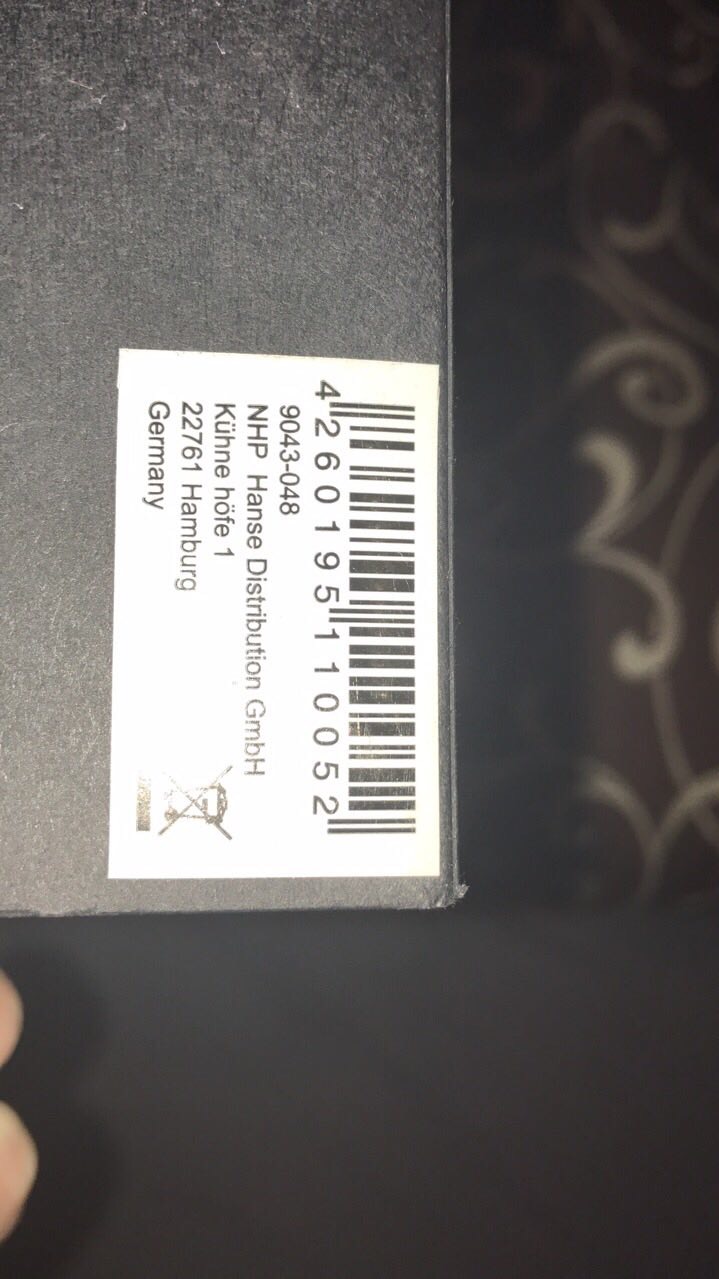 4 260195 110052
9043-048
NHP Hanse Distribution GmbH
Kühne höfe 1
22761 Hamburg
Germany